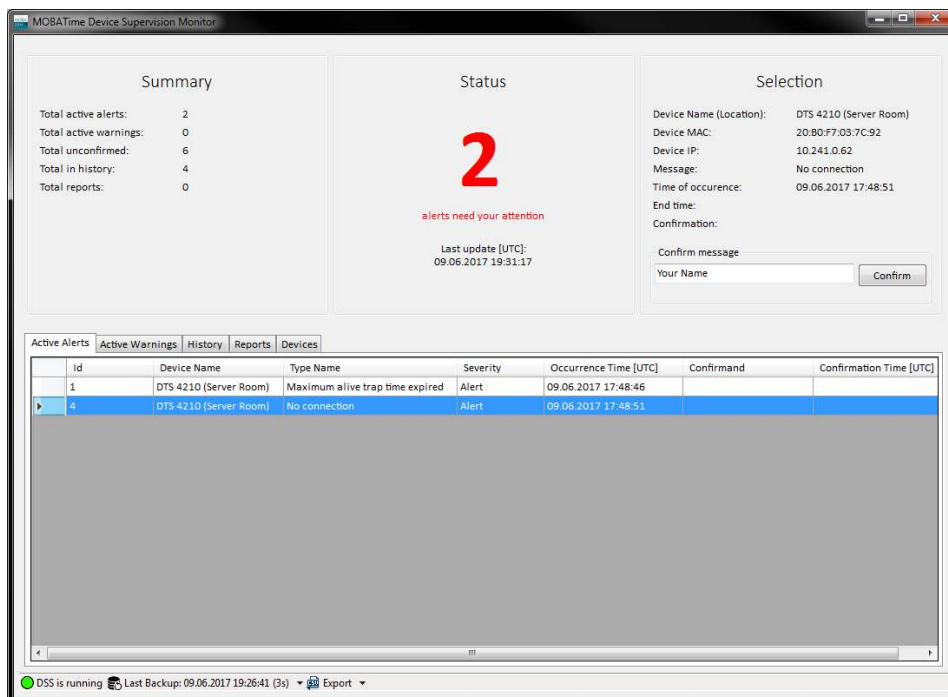 MOBATime Device Supervision Monitor
Summary
Total active alerts: 2
Total active warnings: 0
Total unconfirmed: 6
Total in history: 4
Total reports: 0
Status
2
alerts need your attention
Last update [UTC]:
09.06.2017 19:31:17
Selection
Device Name (Location): DTS 4210 (Server Room)
Device MAC: 20:B0:F7:03:7C:92
Device IP: 10.241.0.62
Message: No connection
Time of occurence: 09.06.2017 17:48:51
End time:
Confirmation:
Confirm message
Your Name Confirm
Active Alerts Active Warnings History Reports Devices
Id Device Name Type Name Severity Occurrence Time [UTC] Confirmand Confirmation Time [UTC]
1 DTS 4210 (Server Room) Maximum alive trap time expired Alert 09.06.2017 17:48:46
4 DTS 4210 (Server Room) No connection Alert 09.06.2017 17:48:51
DSS is running Last Backup: 09.06.2017 19:26:41 (3s) Export